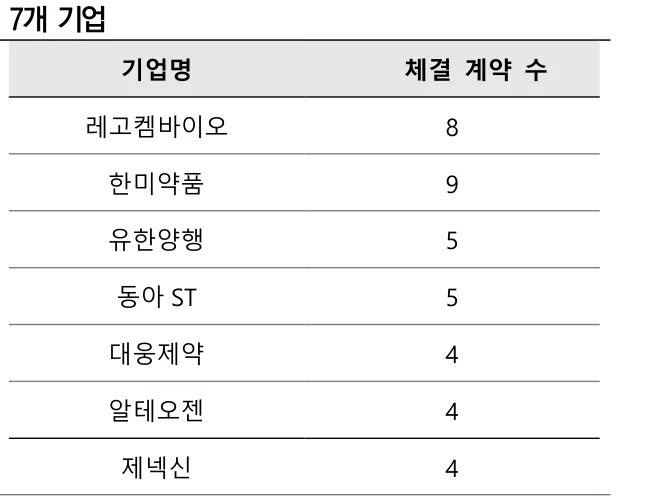 7개 기업
기업명 체결 계약 수
레고켐바이오 8
한미약품 9
유한양행 5
동아 ST 5
대웅제약 4
알테오젠 4
제넥신 4